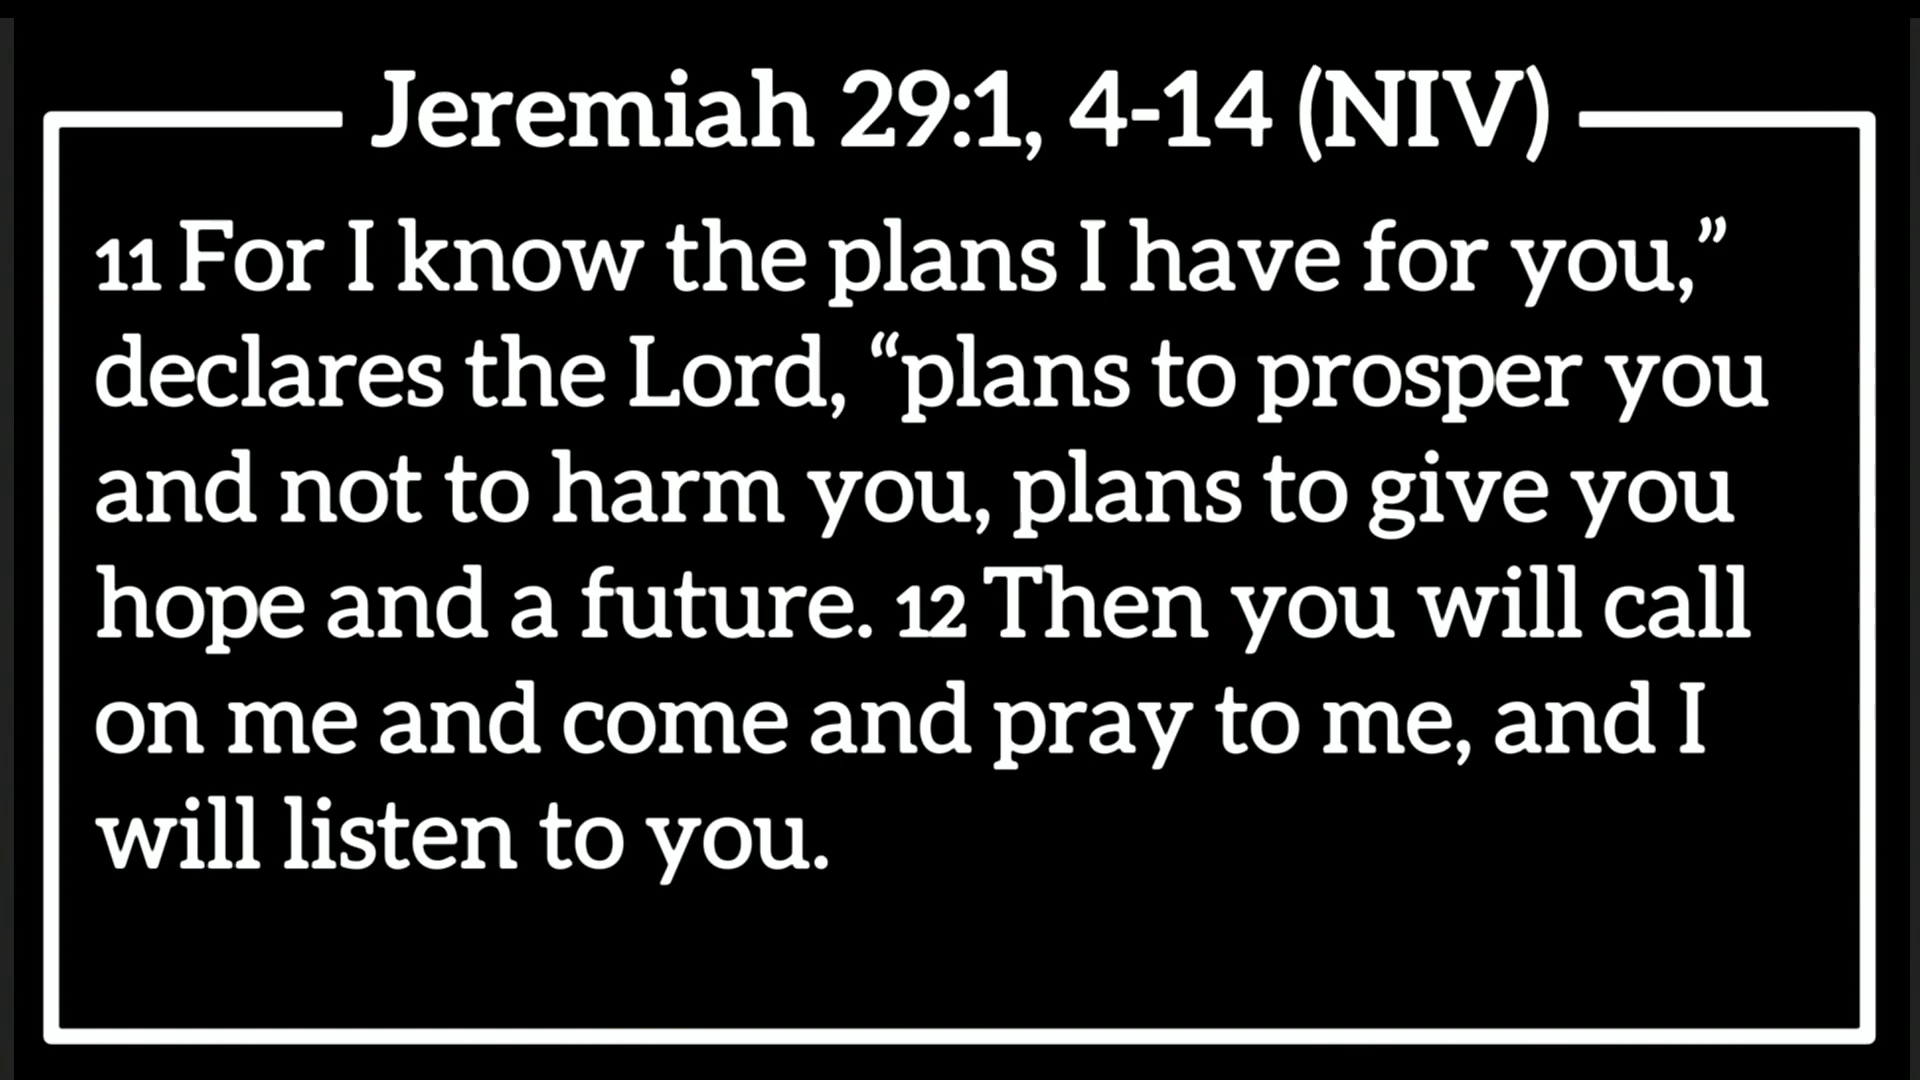 Jeremiah 29:1, 4-14 (NIV)
11 For I know the plans I have for you,”
declares the Lord, “plans to prosper you
and not to harm you, plans to give you
hope and a future. 12 Then you will call
on me and come and pray to me, and I
will listen to you.